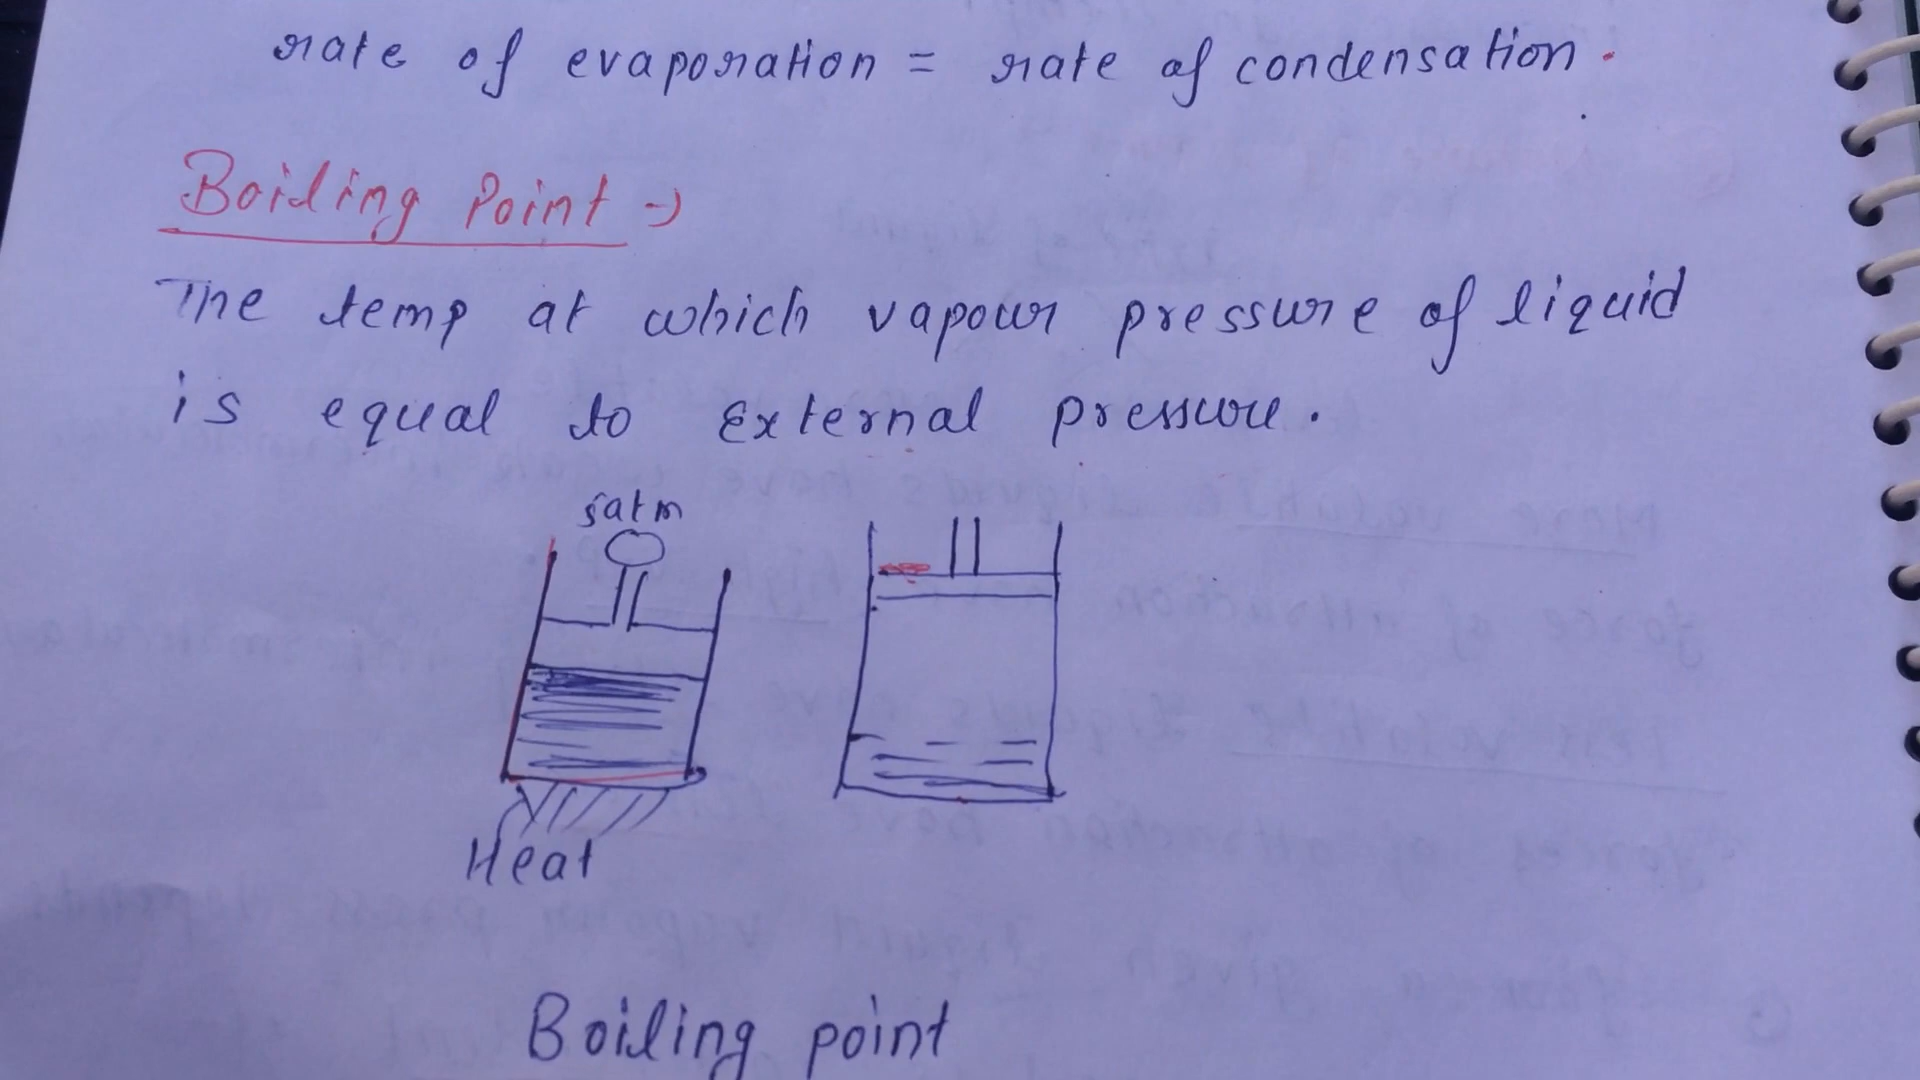 rate of evaporation = rate of condensation.
Boiling Point →
The temp at which vapour pressure of liquid
is equal to External pressure.
5atm
Heat
Boiling point